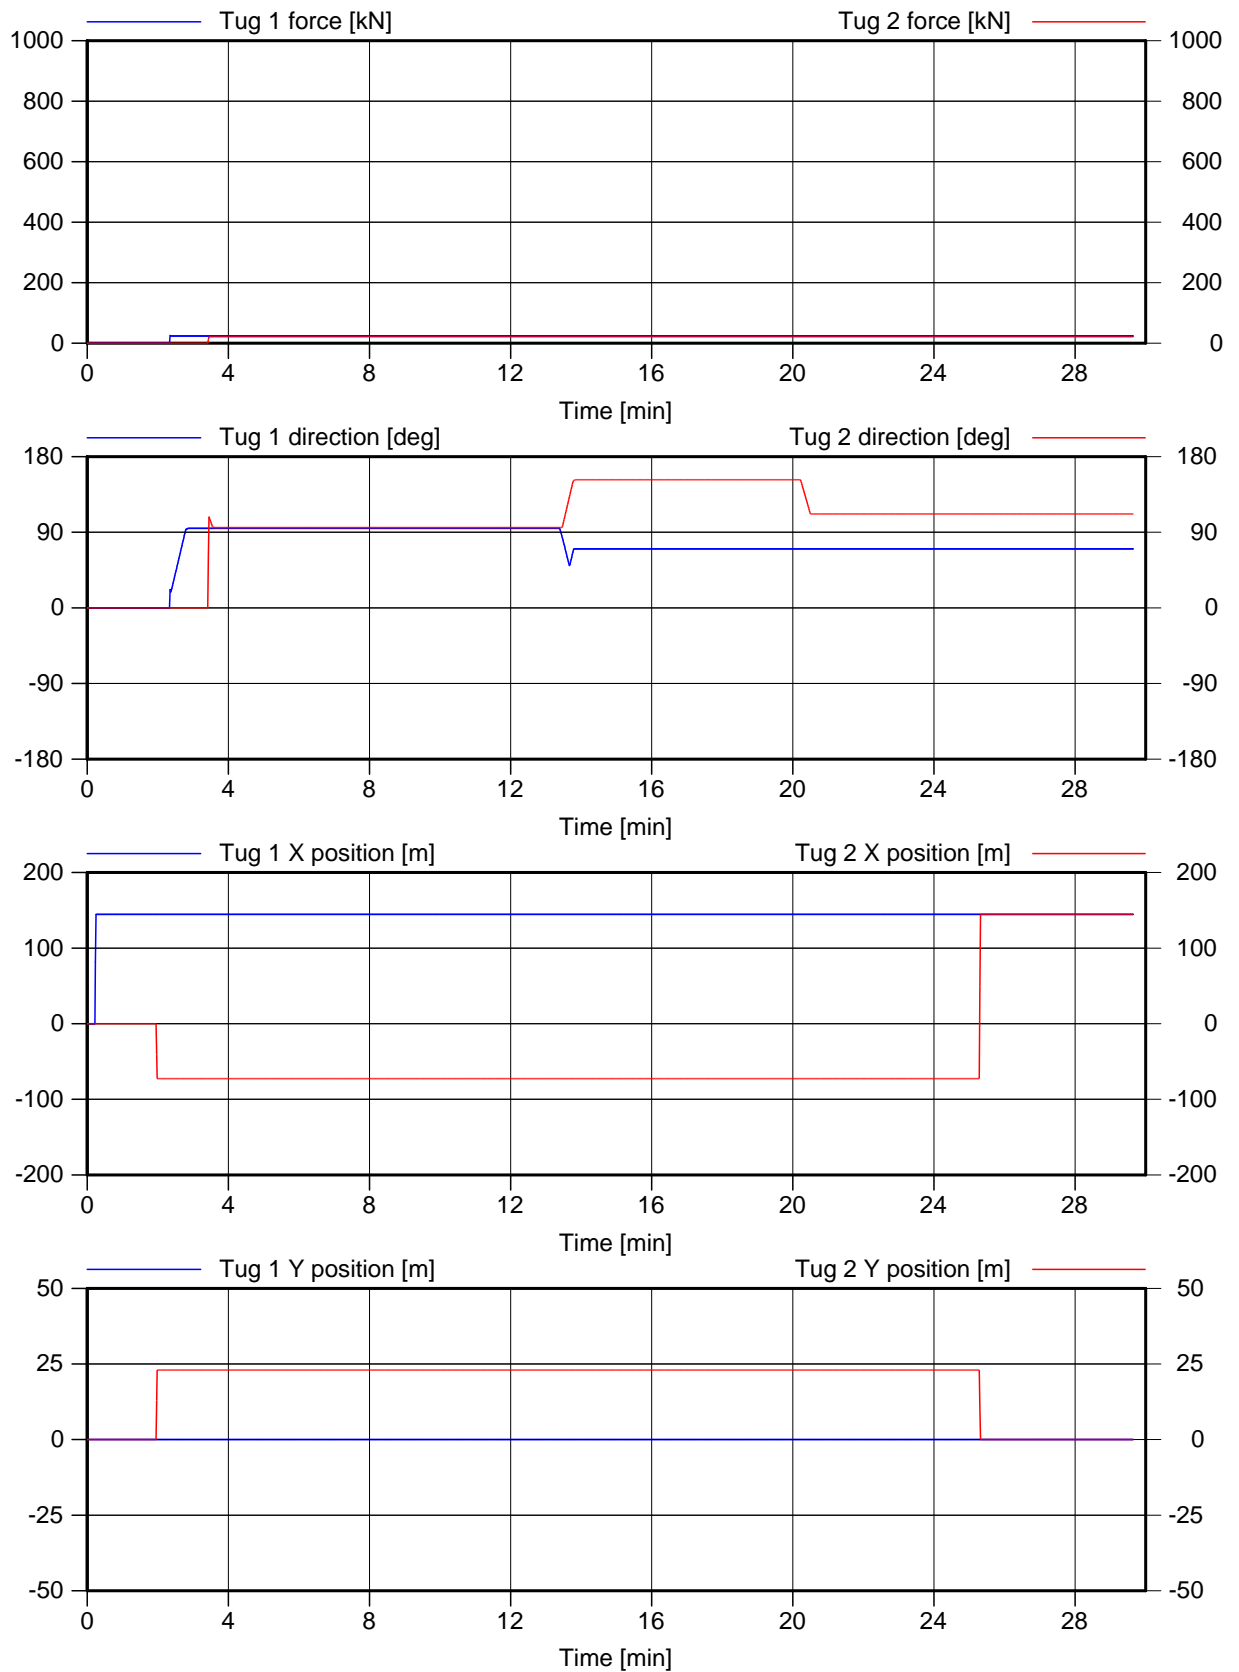 Tug 1 force [kN] Tug 2 force [kN]
1000 1000
800 800
600 600
400 400
200 200
0 0
0 4 8 12 16 20 24 28
Time [min]
Tug 1 direction [deg] Tug 2 direction [deg]
180 180
90 90
0 0
-90 -90
-180 -180
0 4 8 12 16 20 24 28
Time [min]
Tug 1 X position [m] Tug 2 X position [m]
200 200
100 100
0 0
-100 -100
-200 -200
0 4 8 12 16 20 24 28
Time [min]
Tug 1 Y position [m] Tug 2 Y position [m]
50 50
25 25
0 0
-25 -25
-50 -50
0 4 8 12 16 20 24 28
Time [min]